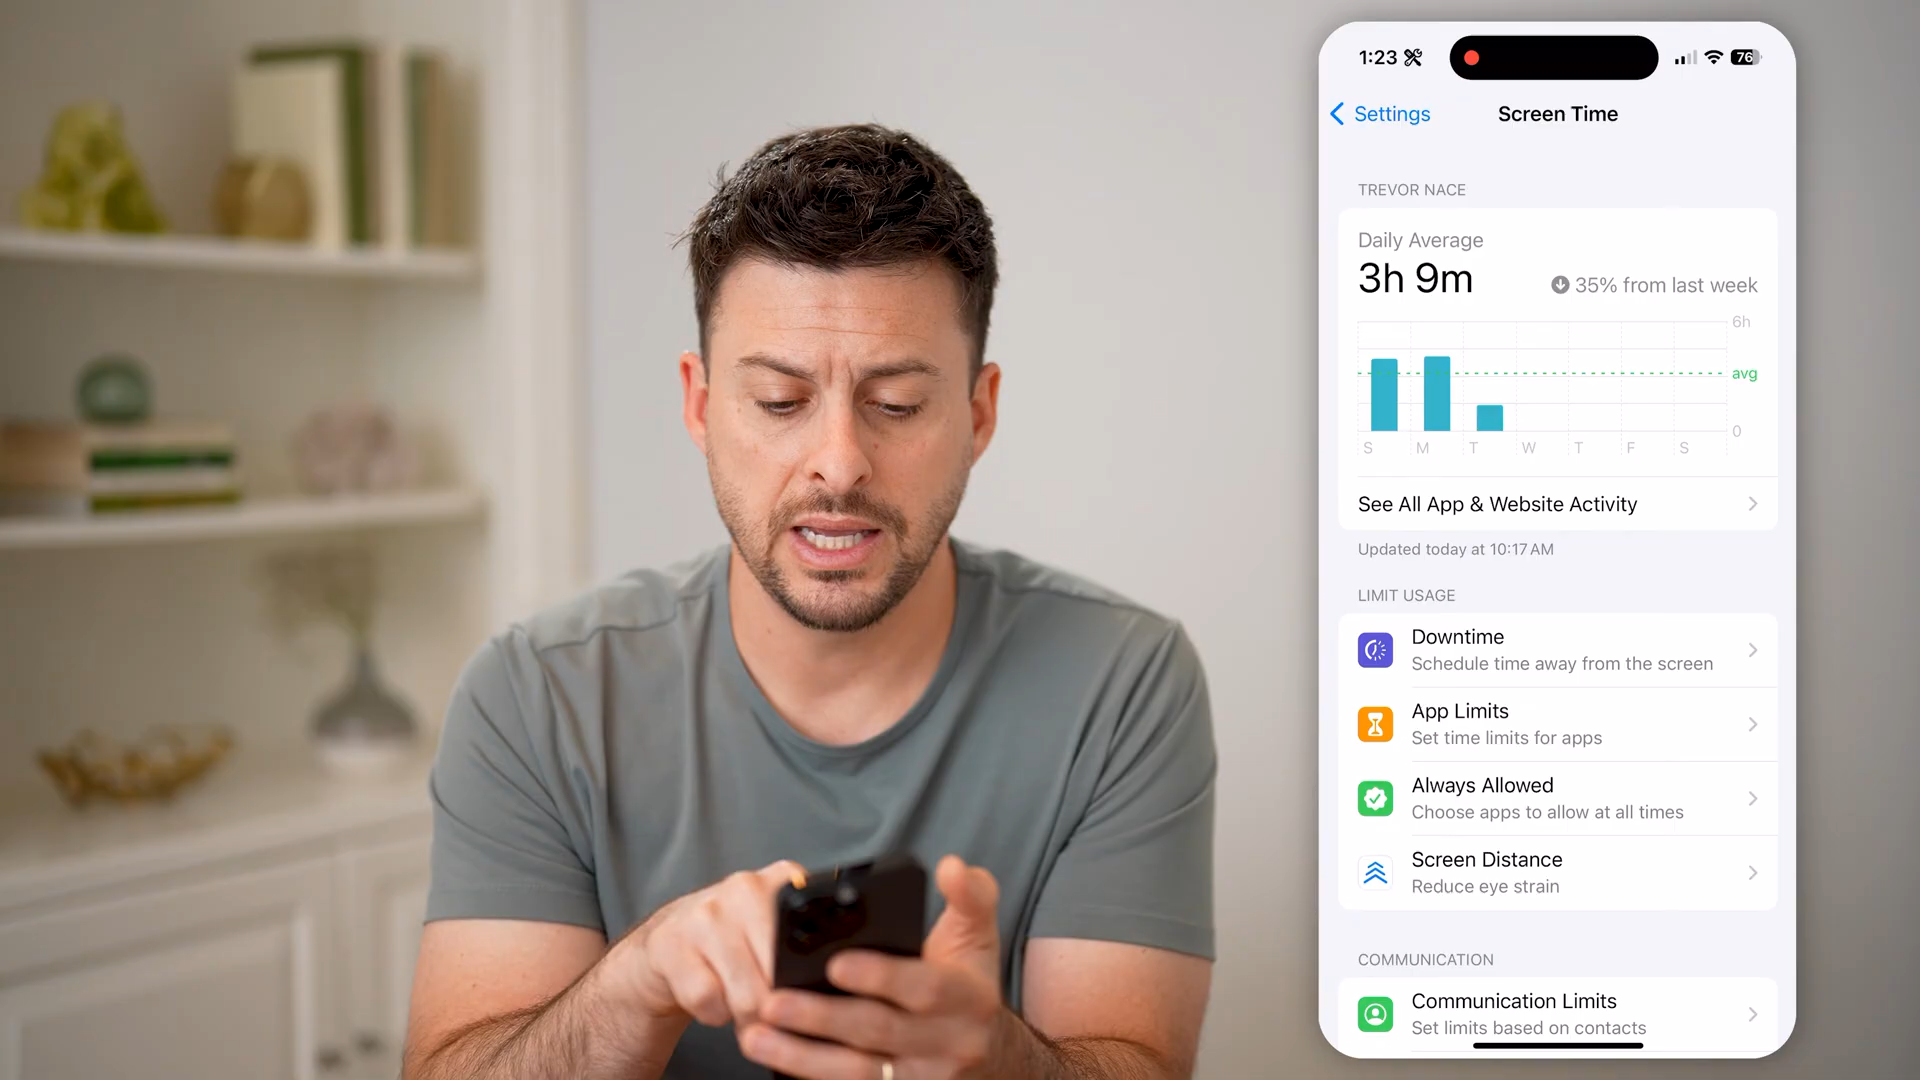 1:23
76
Settings
Screen Time
TREVOR NACE
Daily Average
3h 9m
35% from last week
6h
avg
0
S M T W T F S
See All App & Website Activity
Updated today at 10:17 AM
LIMIT USAGE
Downtime
Schedule time away from the screen
App Limits
Set time limits for apps
Always Allowed
Choose apps to allow at all times
Screen Distance
Reduce eye strain
COMMUNICATION
Communication Limits
Set limits based on contacts